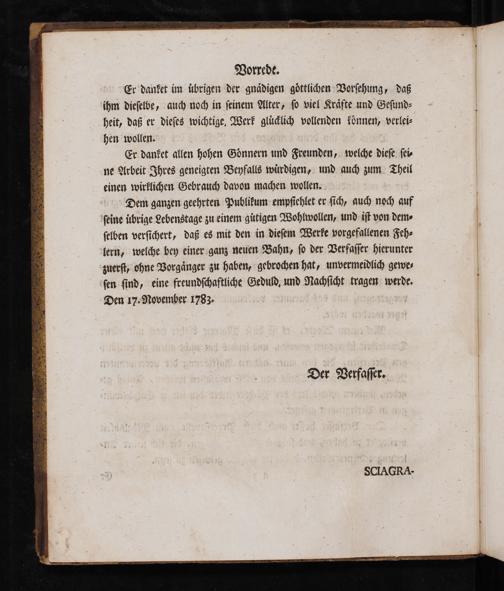 Vorrede.
Er danket im übrigen der gnädigen göttlichen Vorsehung, daß
ihm dieselbe, auch noch in seinem Alter, so viel Kräfte und Gesund-
heit, daß er dieses wichtige Werk glücklich vollenden können, verlei-
hen wollen.
Er danket allen hohen Gönnern und Freunden, welche diese sei-
ne Arbeit Ihres geneigten Beyfalls würdigen, und auch zum Theil
einen wirklichen Gebrauch davon machen wollen.
Dem ganzen geehrten Publikum empfiehlet er sich, auch noch auf
seine übrige Lebenstage zu einem gütigen Wohlwollen, und ist von dem-
selben versichert, daß es mit den in diesem Werke vorgefallenen Feh-
lern, welche bey einer ganz neuen Bahn, so der Verfasser hierunter
zuerst, ohne Vorgänger zu haben, gebrochen hat, unvermeidlich gewe-
sen sind, eine freundschaftliche Geduld, und Nachsicht tragen werde.
Den 17. November 1783.
Der Verfasser.
SCIAGRA-